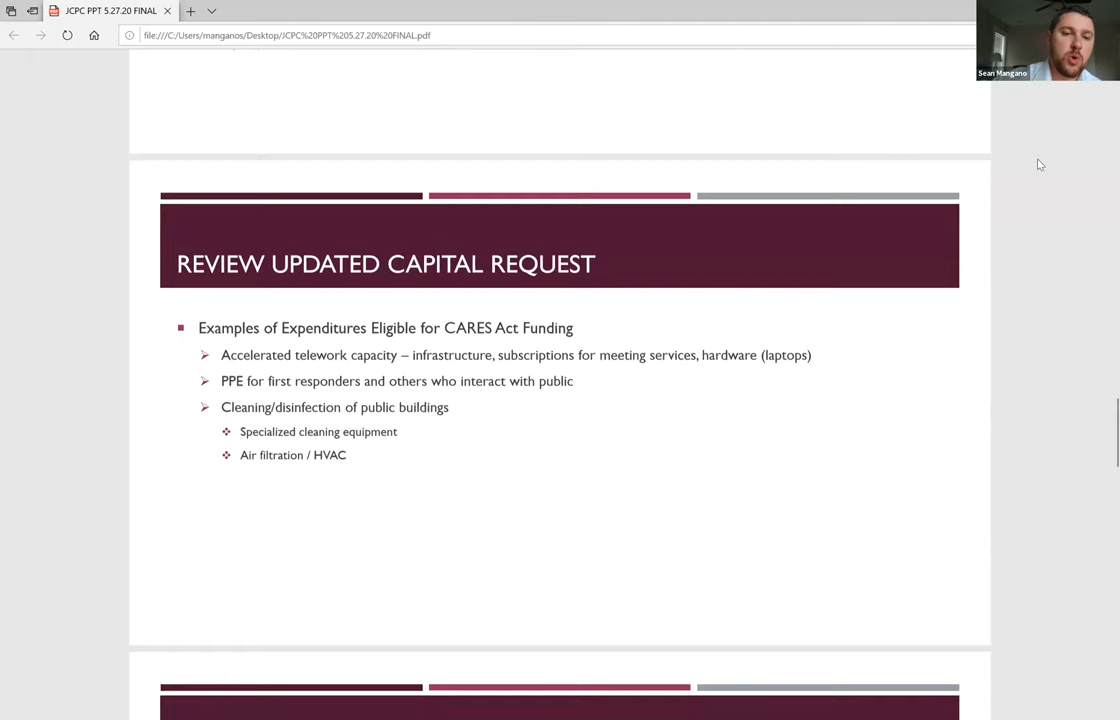 JCPC PPT 5.27.20 FINAL
file:///C:/Users/manganos/Desktop/JCPC%20PPT%205.27.20%20FINAL.pdf
Sean Mangano
REVIEW UPDATED CAPITAL REQUEST
Examples of Expenditures Eligible for CARES Act Funding
Accelerated telework capacity – infrastructure, subscriptions for meeting services, hardware (laptops)
PPE for first responders and others who interact with public
Cleaning/disinfection of public buildings
Specialized cleaning equipment
Air filtration / HVAC